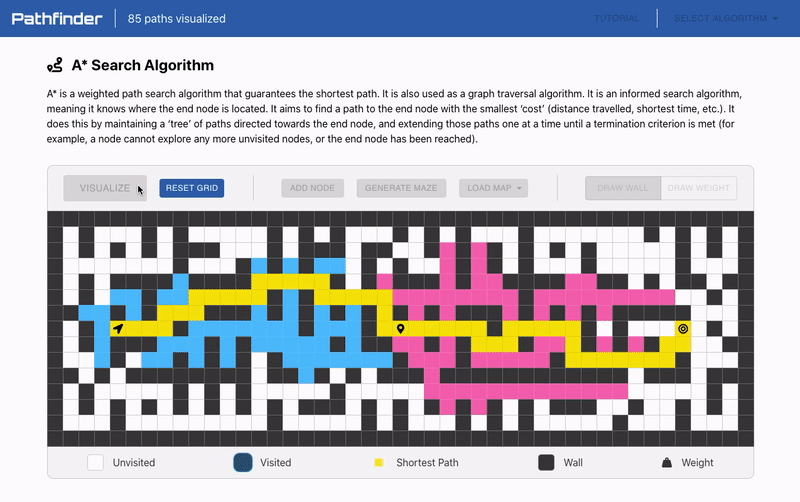 Pathfinder
85 paths visualized
TUTORIAL
SELECT ALGORITHM
A* Search Algorithm
A* is a weighted path search algorithm that guarantees the shortest path. It is also used as a graph traversal algorithm. It is an informed search algorithm,
meaning it knows where the end node is located. It aims to find a path to the end node with the smallest ‘cost’ (distance travelled, shortest time, etc.). It
does this by maintaining a ‘tree’ of paths directed towards the end node, and extending those paths one at a time until a termination criterion is met (for
example, a node cannot explore any more unvisited nodes, or the end node has been reached).
VISUALIZE
RESET GRID
ADD NODE
GENERATE MAZE
LOAD MAP
DRAW WALL
DRAW WEIGHT
Unvisited
Visited
Shortest Path
Wall
Weight